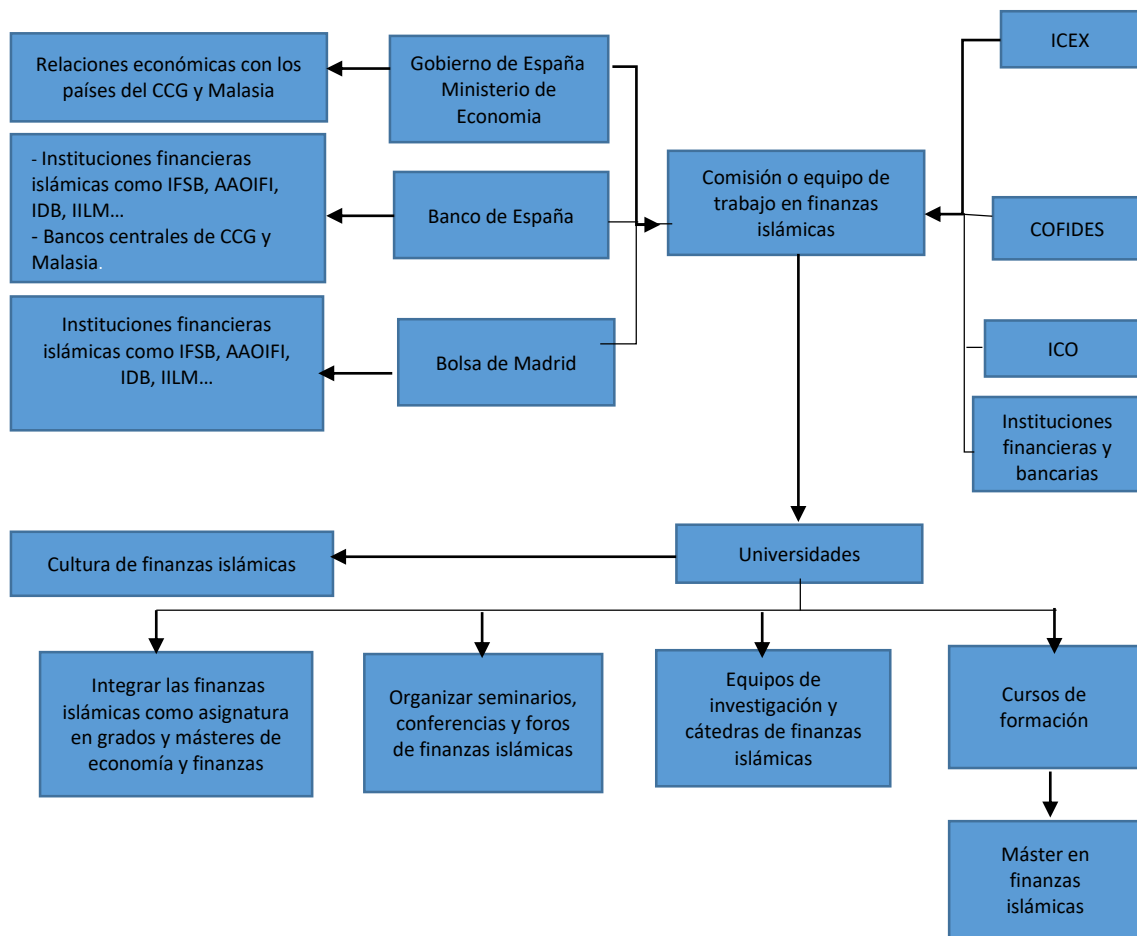 ICEX
Relaciones económicas con los
países del CCG y Malasia
Gobierno de España
Ministerio de
Economia
- Instituciones financieras
islámicas como IFSB, AAOIFI,
IDB, IILM...
- Bancos centrales de CCG y
Malasia.
Banco de España
Comisión o equipo de
trabajo en finanzas
islámicas
COFIDES
Instituciones financieras
islámicas como IFSB, AAOIFI,
IDB, IILM...
Bolsa de Madrid
ICO
Instituciones
financieras y
bancarias
Cultura de finanzas islámicas
Universidades
Integrar las finanzas
islámicas como asignatura
en grados y másteres de
economía y finanzas
Organizar seminarios,
conferencias y foros
de finanzas islámicas
Equipos de
investigación y
cátedras de finanzas
islámicas
Cursos de
formación
Máster en
finanzas
islámicas